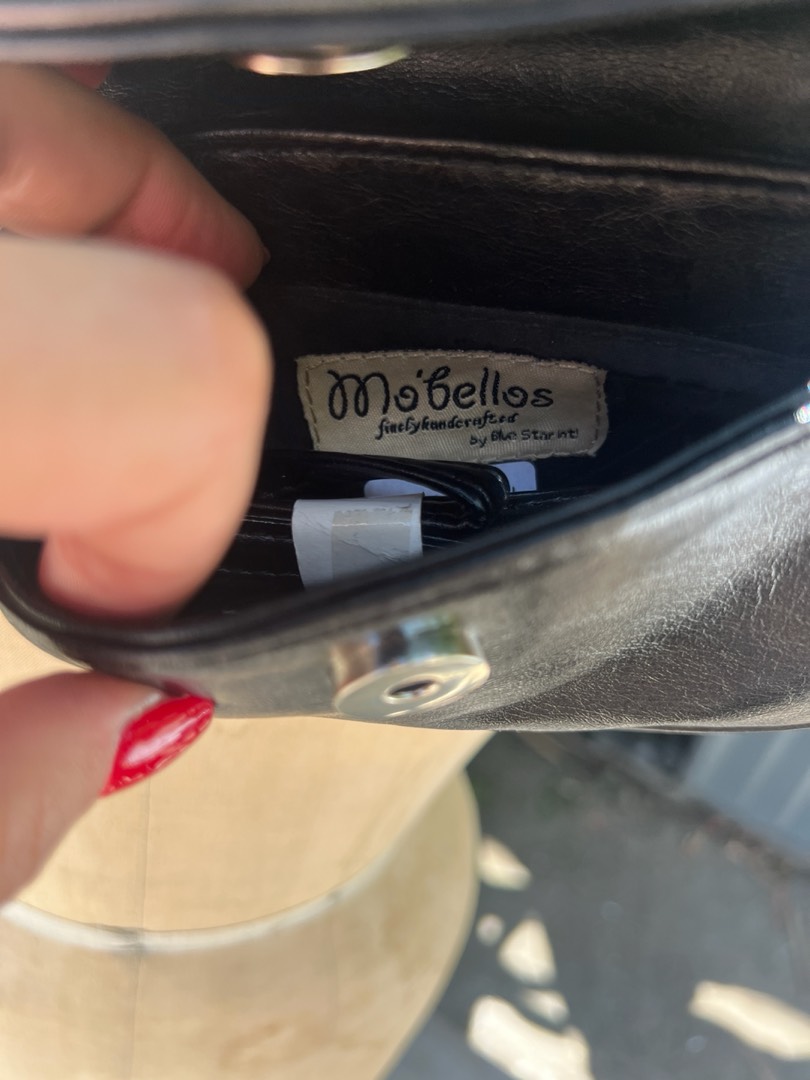 Mo'bellos
finelyhandcrafted
by Blue Star int!